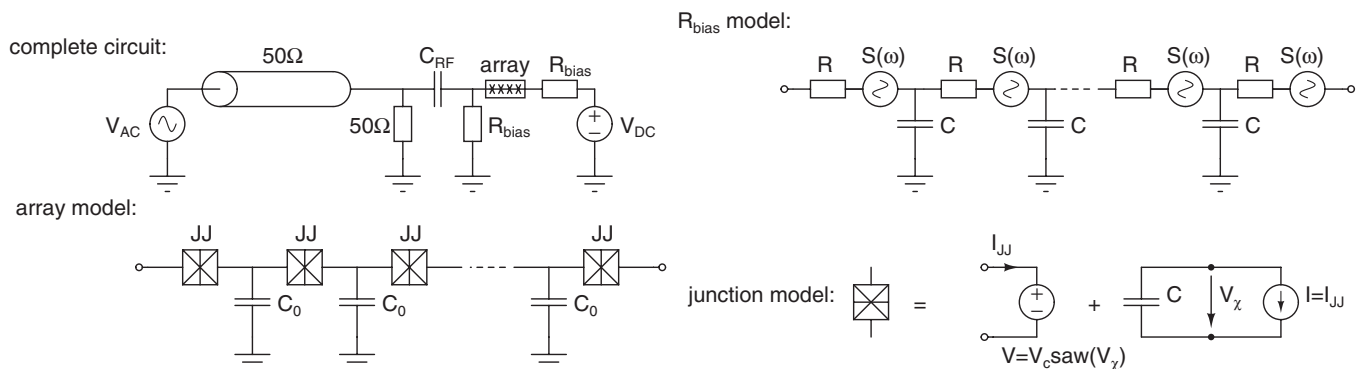 complete circuit:
50Ω
C_RF
array
R_bias
V_AC
50Ω
R_bias
V_DC
R_bias model:
R
S(ω)
R
S(ω)
R
S(ω)
R
S(ω)
C
C
C
array model:
JJ
JJ
JJ
JJ
C_0
C_0
C_0
junction model:
=
I_JJ
+
C
V_χ
I=I_JJ
V=V_c saw(V_χ)